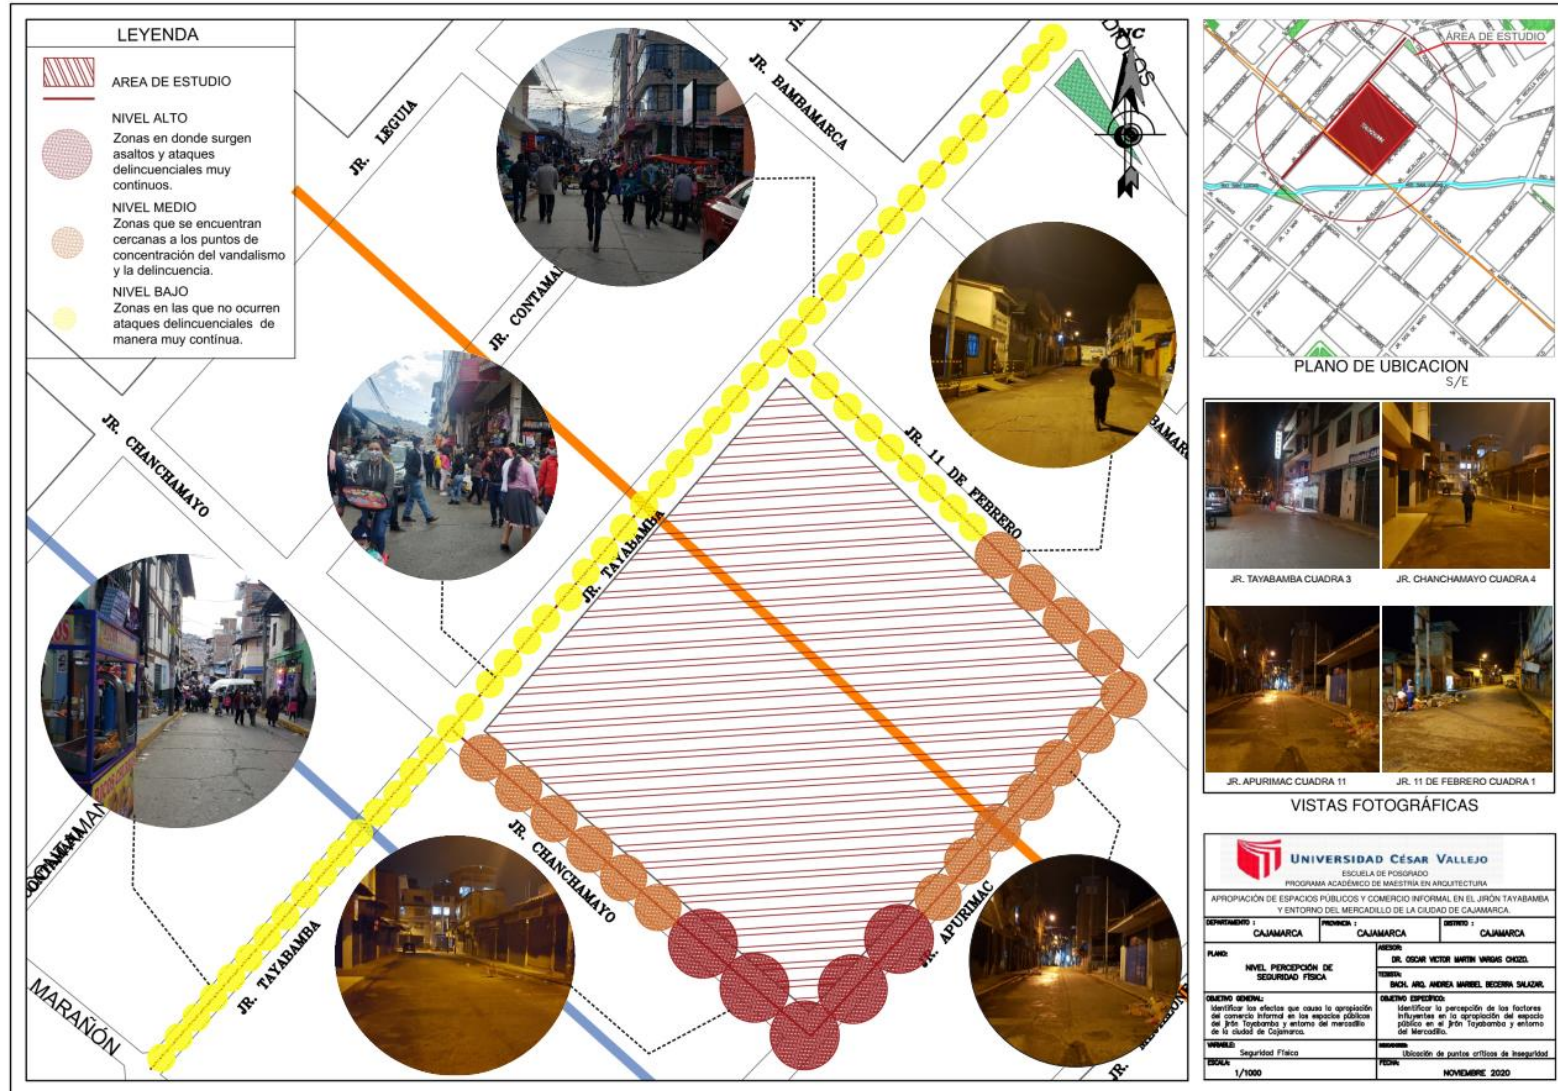 LEYENDA
AREA DE ESTUDIO
NIVEL ALTO
Zonas en donde surgen
asaltos y ataques
delincuenciales muy
continuos.
NIVEL MEDIO
Zonas que se encuentran
cercanas a los puntos de
concentración del vandalismo
y la delincuencia.
NIVEL BAJO
Zonas en las que no ocurren
ataques delincuenciales de
manera muy contínua.
JR. LEGUIA
JR. BAMBAMARCA
NC
JR. CONTAMA
JR. CHANCHAMAYO
JR. 11 DE FEBRERO
JR. TAYABAMBA
JR. CHANCHAMAYO
JR. APURIMAC
JR. TAYABAMBA
MARAÑÓN
ÁREA DE ESTUDIO
PLANO DE UBICACION
S/E
JR. TAYABAMBA CUADRA 3
JR. CHANCHAMAYO CUADRA 4
JR. APURIMAC CUADRA 11
JR. 11 DE FEBRERO CUADRA 1
VISTAS FOTOGRÁFICAS
UNIVERSIDAD CÉSAR VALLEJO
ESCUELA DE POSGRADO
PROGRAMA ACADÉMICO DE MAESTRÍA EN ARQUITECTURA
APROPIACIÓN DE ESPACIOS PÚBLICOS Y COMERCIO INFORMAL EN EL JIRÓN TAYABAMBA
Y ENTORNO DEL MERCADILLO DE LA CIUDAD DE CAJAMARCA.
DEPARTAMENTO :
CAJAMARCA
PROVINCIA :
CAJAMARCA
DISTRITO :
CAJAMARCA
PLANO:
NIVEL PERCEPCIÓN DE
SEGURIDAD FÍSICA
ASESOR:
DR. OSCAR VICTOR MARTIN VARGAS CHOZO.
TESISTA:
BACH. ARQ. ANDREA MARIBEL BECERRA SALAZAR.
OBJETIVO GENERAL:
Identificar los efectos que causa la apropiación
del comercio informal en los espacios públicos
del jirón Tayabamba y entorno del mercadillo
de la ciudad de Cajamarca.
OBJETIVO ESPECÍFICO:
Identificar la percepción de los factores
influyentes en la apropiación del espacio
público en el jirón Tayabamba y entorno
del Mercadillo.
VARIABLE:
Seguridad Física
INDICADOR:
Ubicación de puntos críticos de inseguridad
ESCALA:
1/1000
FECHA:
NOVIEMBRE 2020